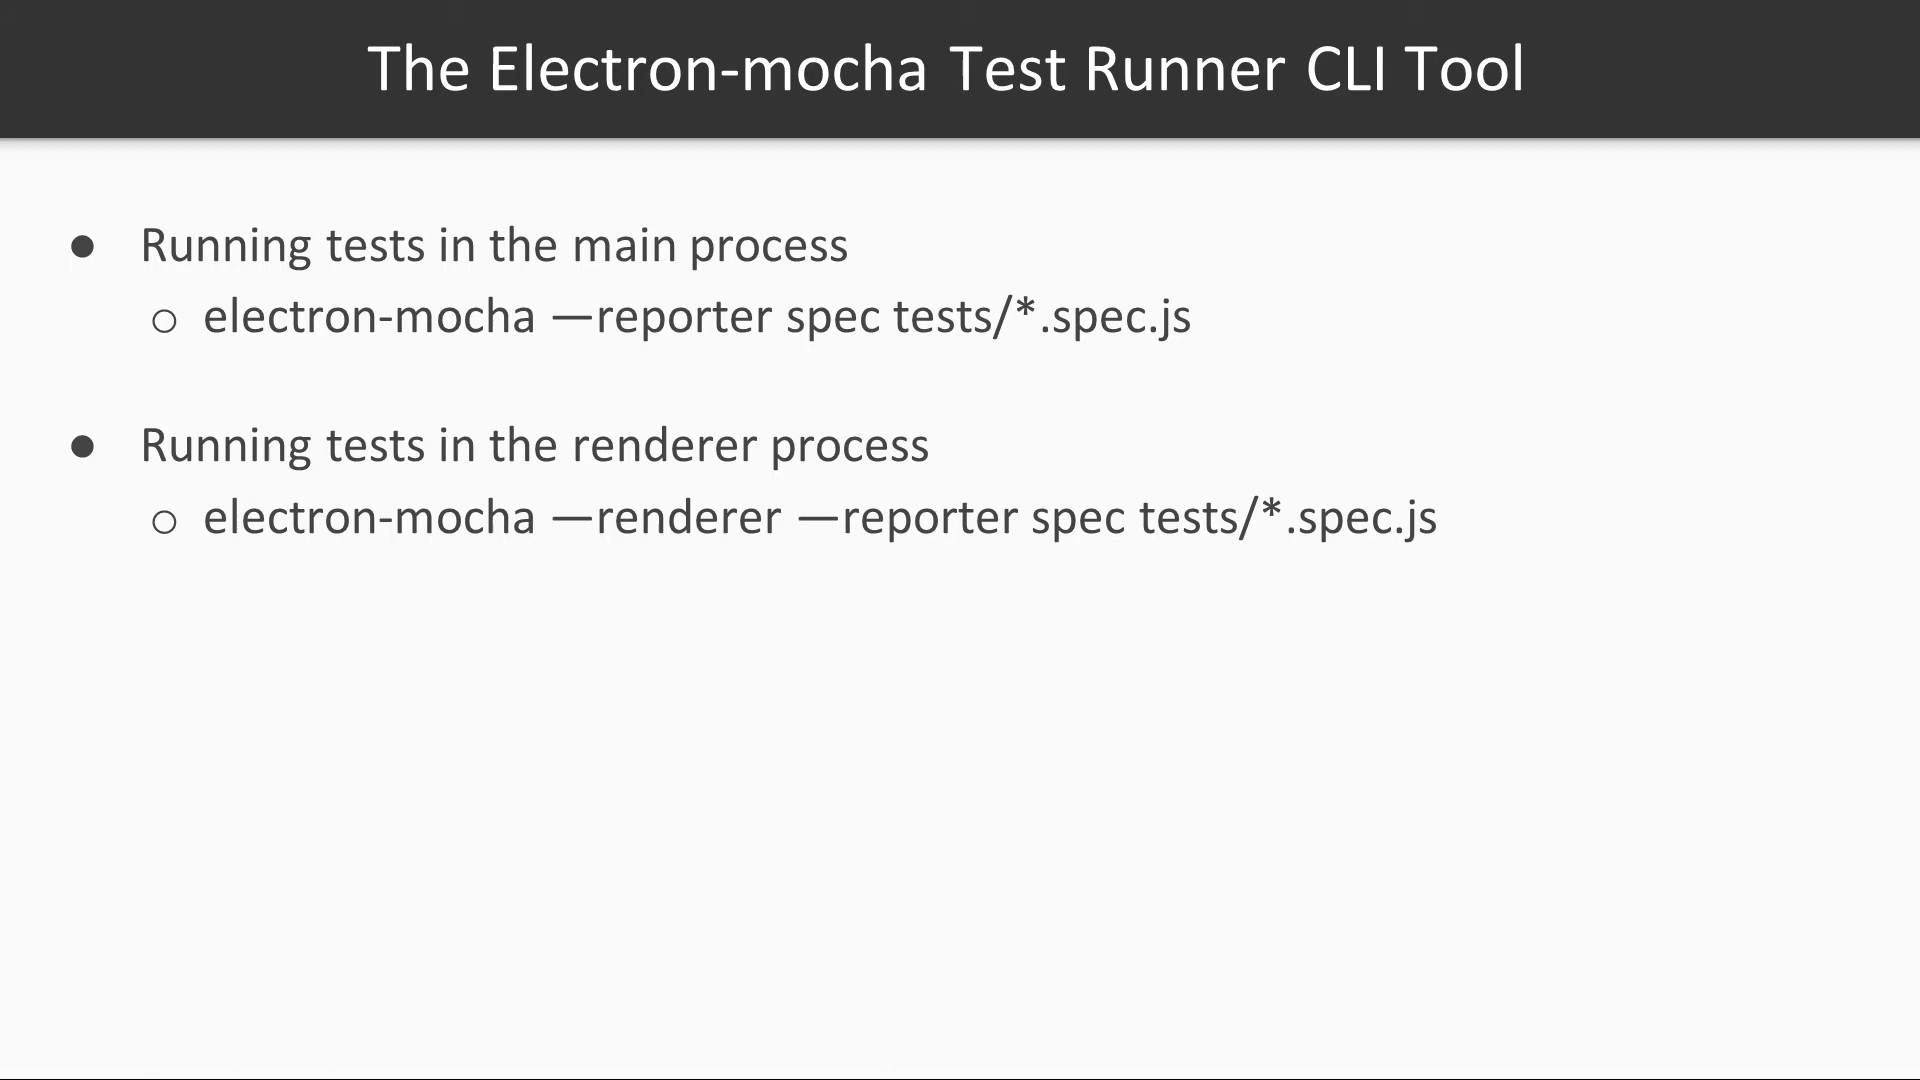 The Electron-mocha Test Runner CLI Tool
● Running tests in the main process
○ electron-mocha —reporter spec tests/*.spec.js
● Running tests in the renderer process
○ electron-mocha —renderer —reporter spec tests/*.spec.js